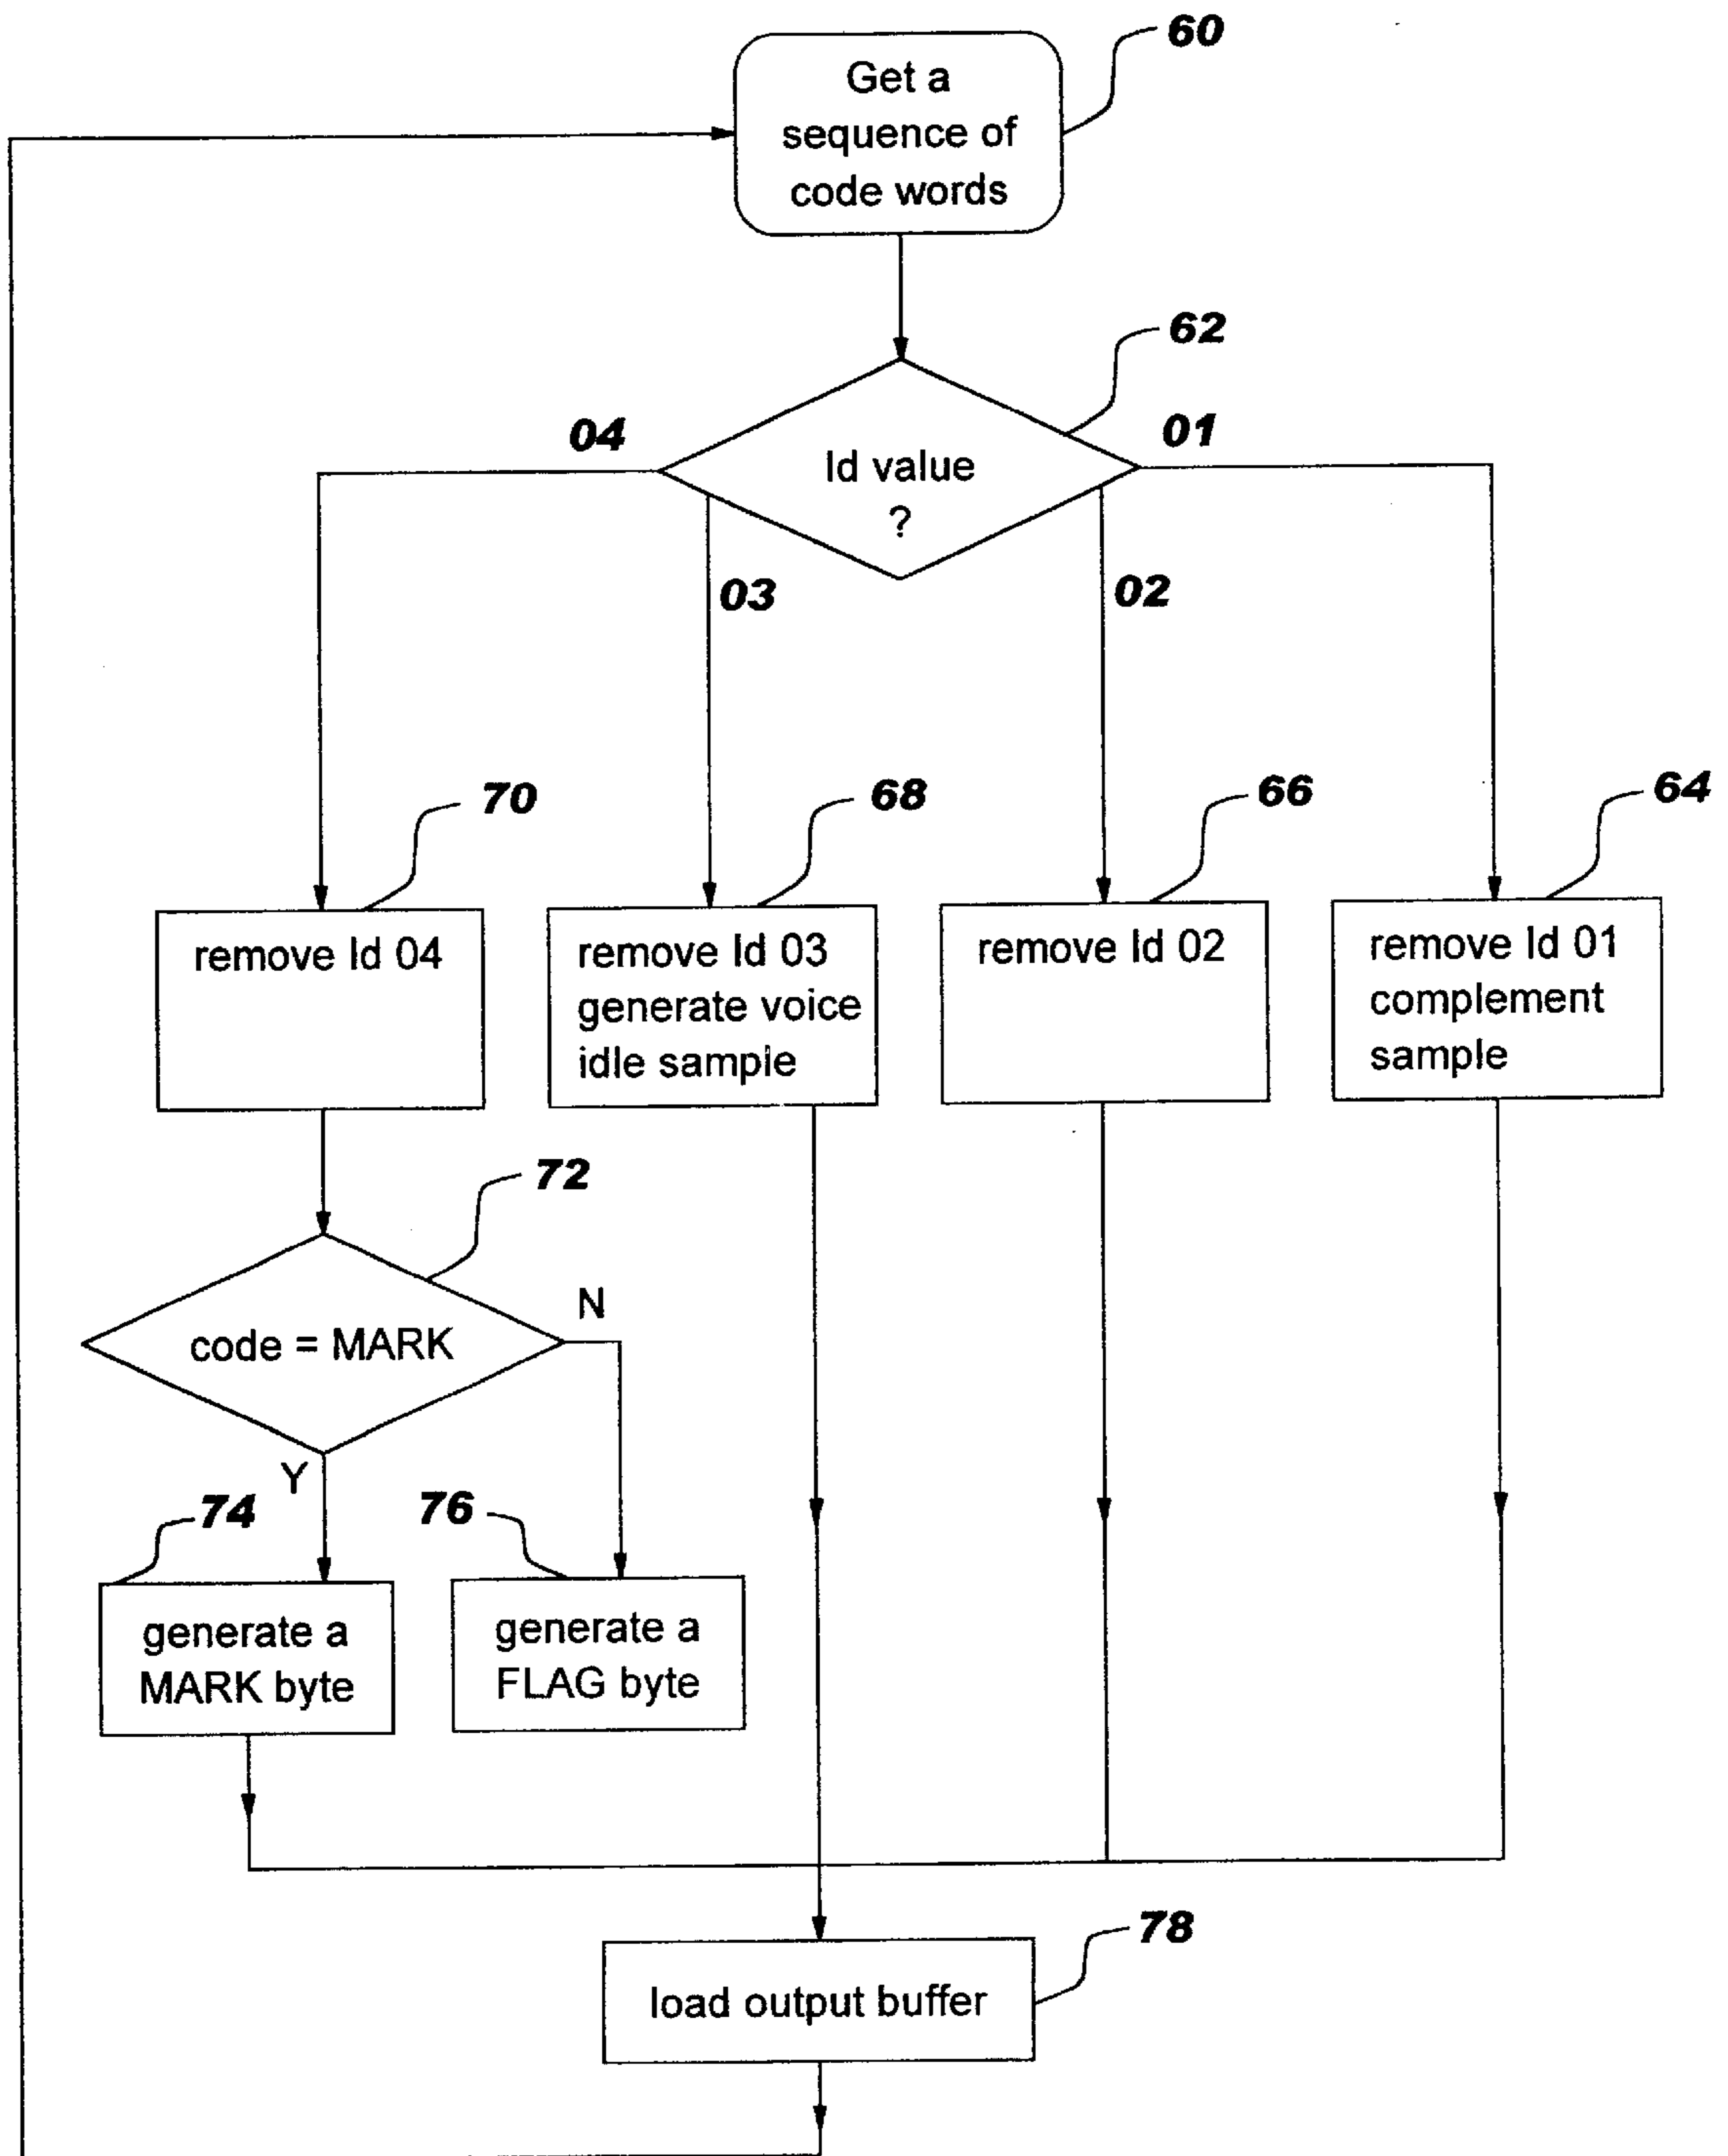 60
Get a
sequence of
code words
62
04
01
Id value
?
03
02
70
68
66
64
remove Id 04
remove Id 03
generate voice
idle sample
remove Id 02
remove Id 01
complement
sample
72
N
code = MARK
Y
74
76
generate a
MARK byte
generate a
FLAG byte
78
load output buffer